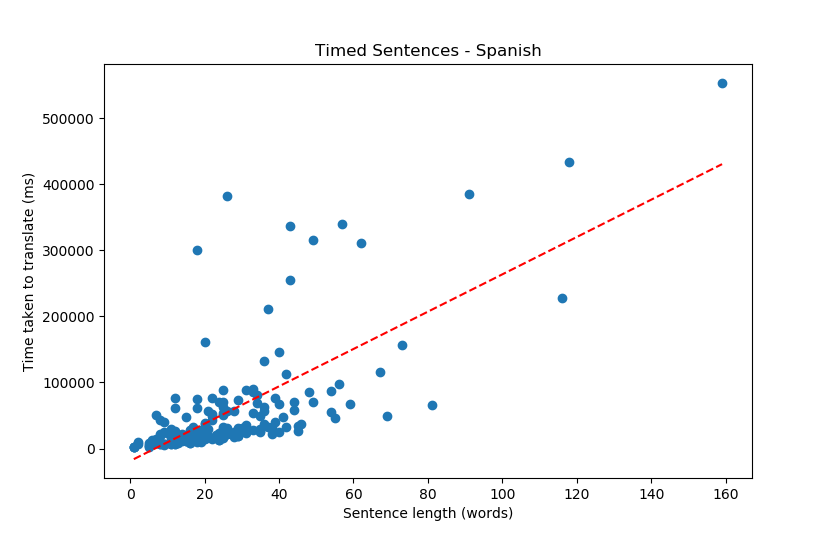 Timed Sentences - Spanish
Time taken to translate (ms)
500000
400000
300000
200000
100000
0
0 20 40 60 80 100 120 140 160
Sentence length (words)